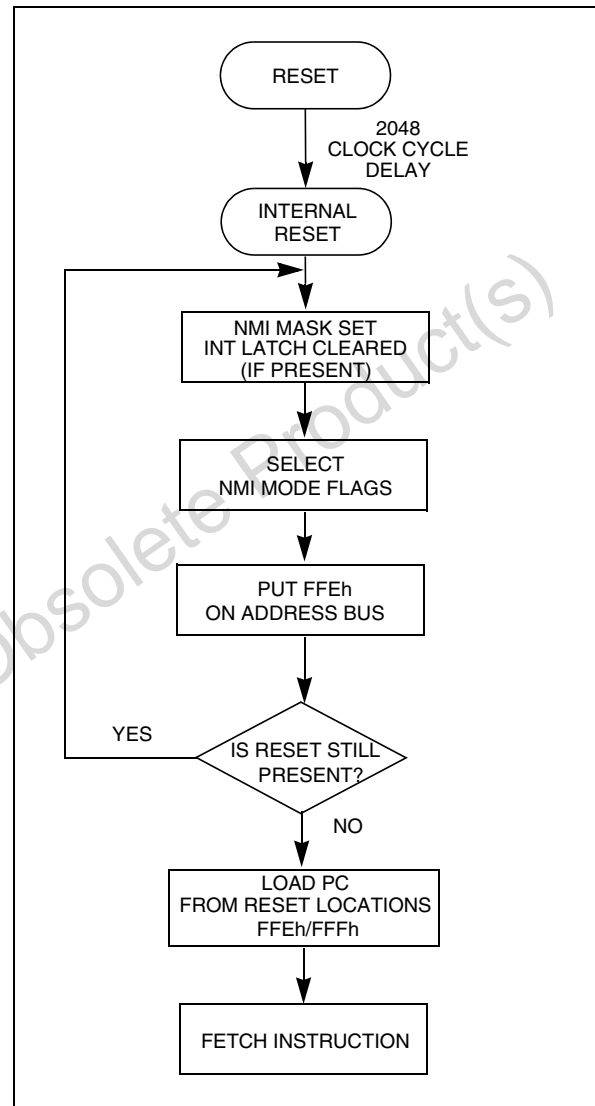 RESET
2048
CLOCK CYCLE
DELAY
INTERNAL
RESET
NMI MASK SET
INT LATCH CLEARED
(IF PRESENT)
SELECT
NMI MODE FLAGS
PUT FFEh
ON ADDRESS BUS
YES
IS RESET STILL
PRESENT?
NO
LOAD PC
FROM RESET LOCATIONS
FFEh/FFFh
FETCH INSTRUCTION
Obsolete Product(s)